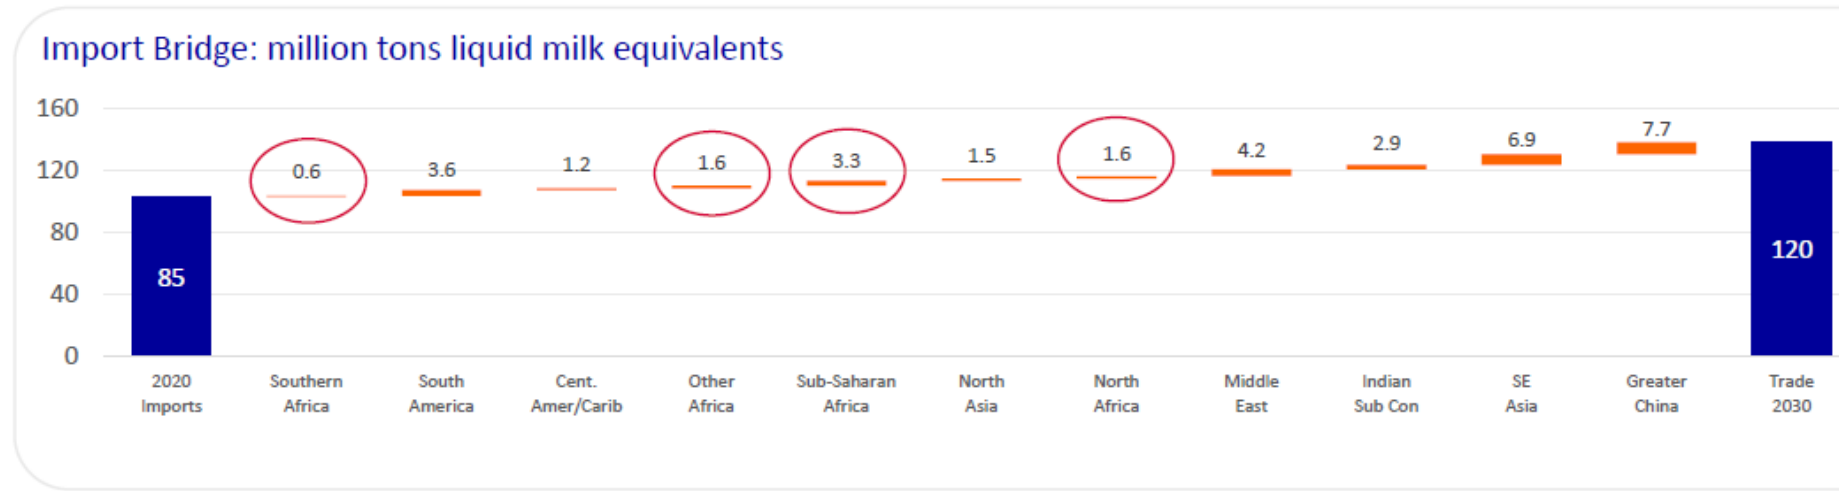 Import Bridge: million tons liquid milk equivalents
160
120
80
40
0
85
0.6
3.6
1.2
1.6
3.3
1.5
1.6
4.2
2.9
6.9
7.7
120
2020
Imports
Southern
Africa
South
America
Cent.
Amer/Carib
Other
Africa
Sub-Saharan
Africa
North
Asia
North
Africa
Middle
East
Indian
Sub Con
SE
Asia
Greater
China
Trade
2030